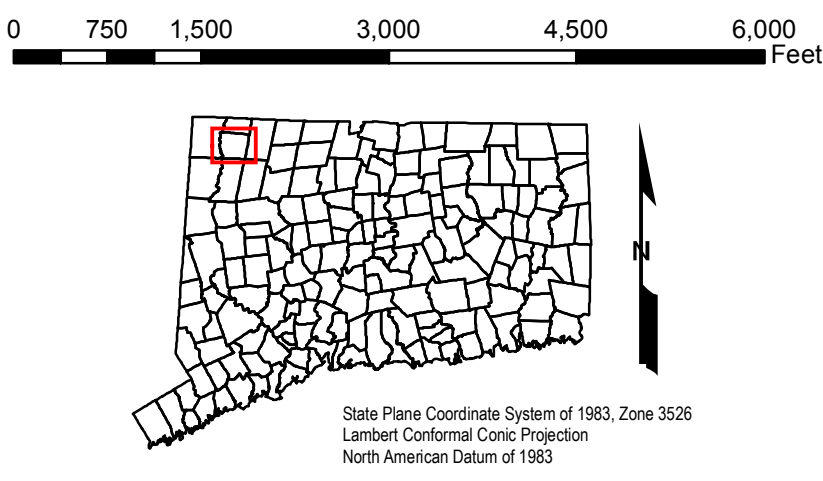 0 750 1,500 3,000 4,500 6,000
Feet
N
State Plane Coordinate System of 1983, Zone 3526
Lambert Conformal Conic Projection
North American Datum of 1983